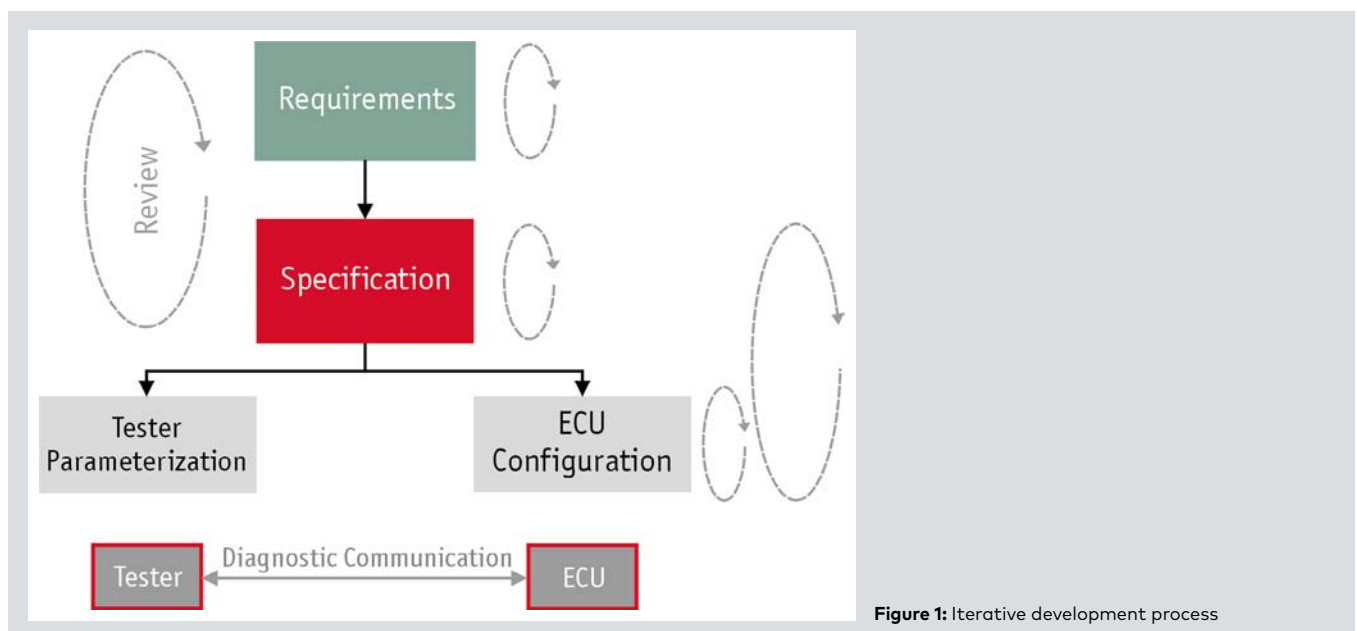 Requirements
Review
Specification
Tester
Parameterization
ECU
Configuration
Diagnostic Communication
Tester
ECU
Figure 1: Iterative development process